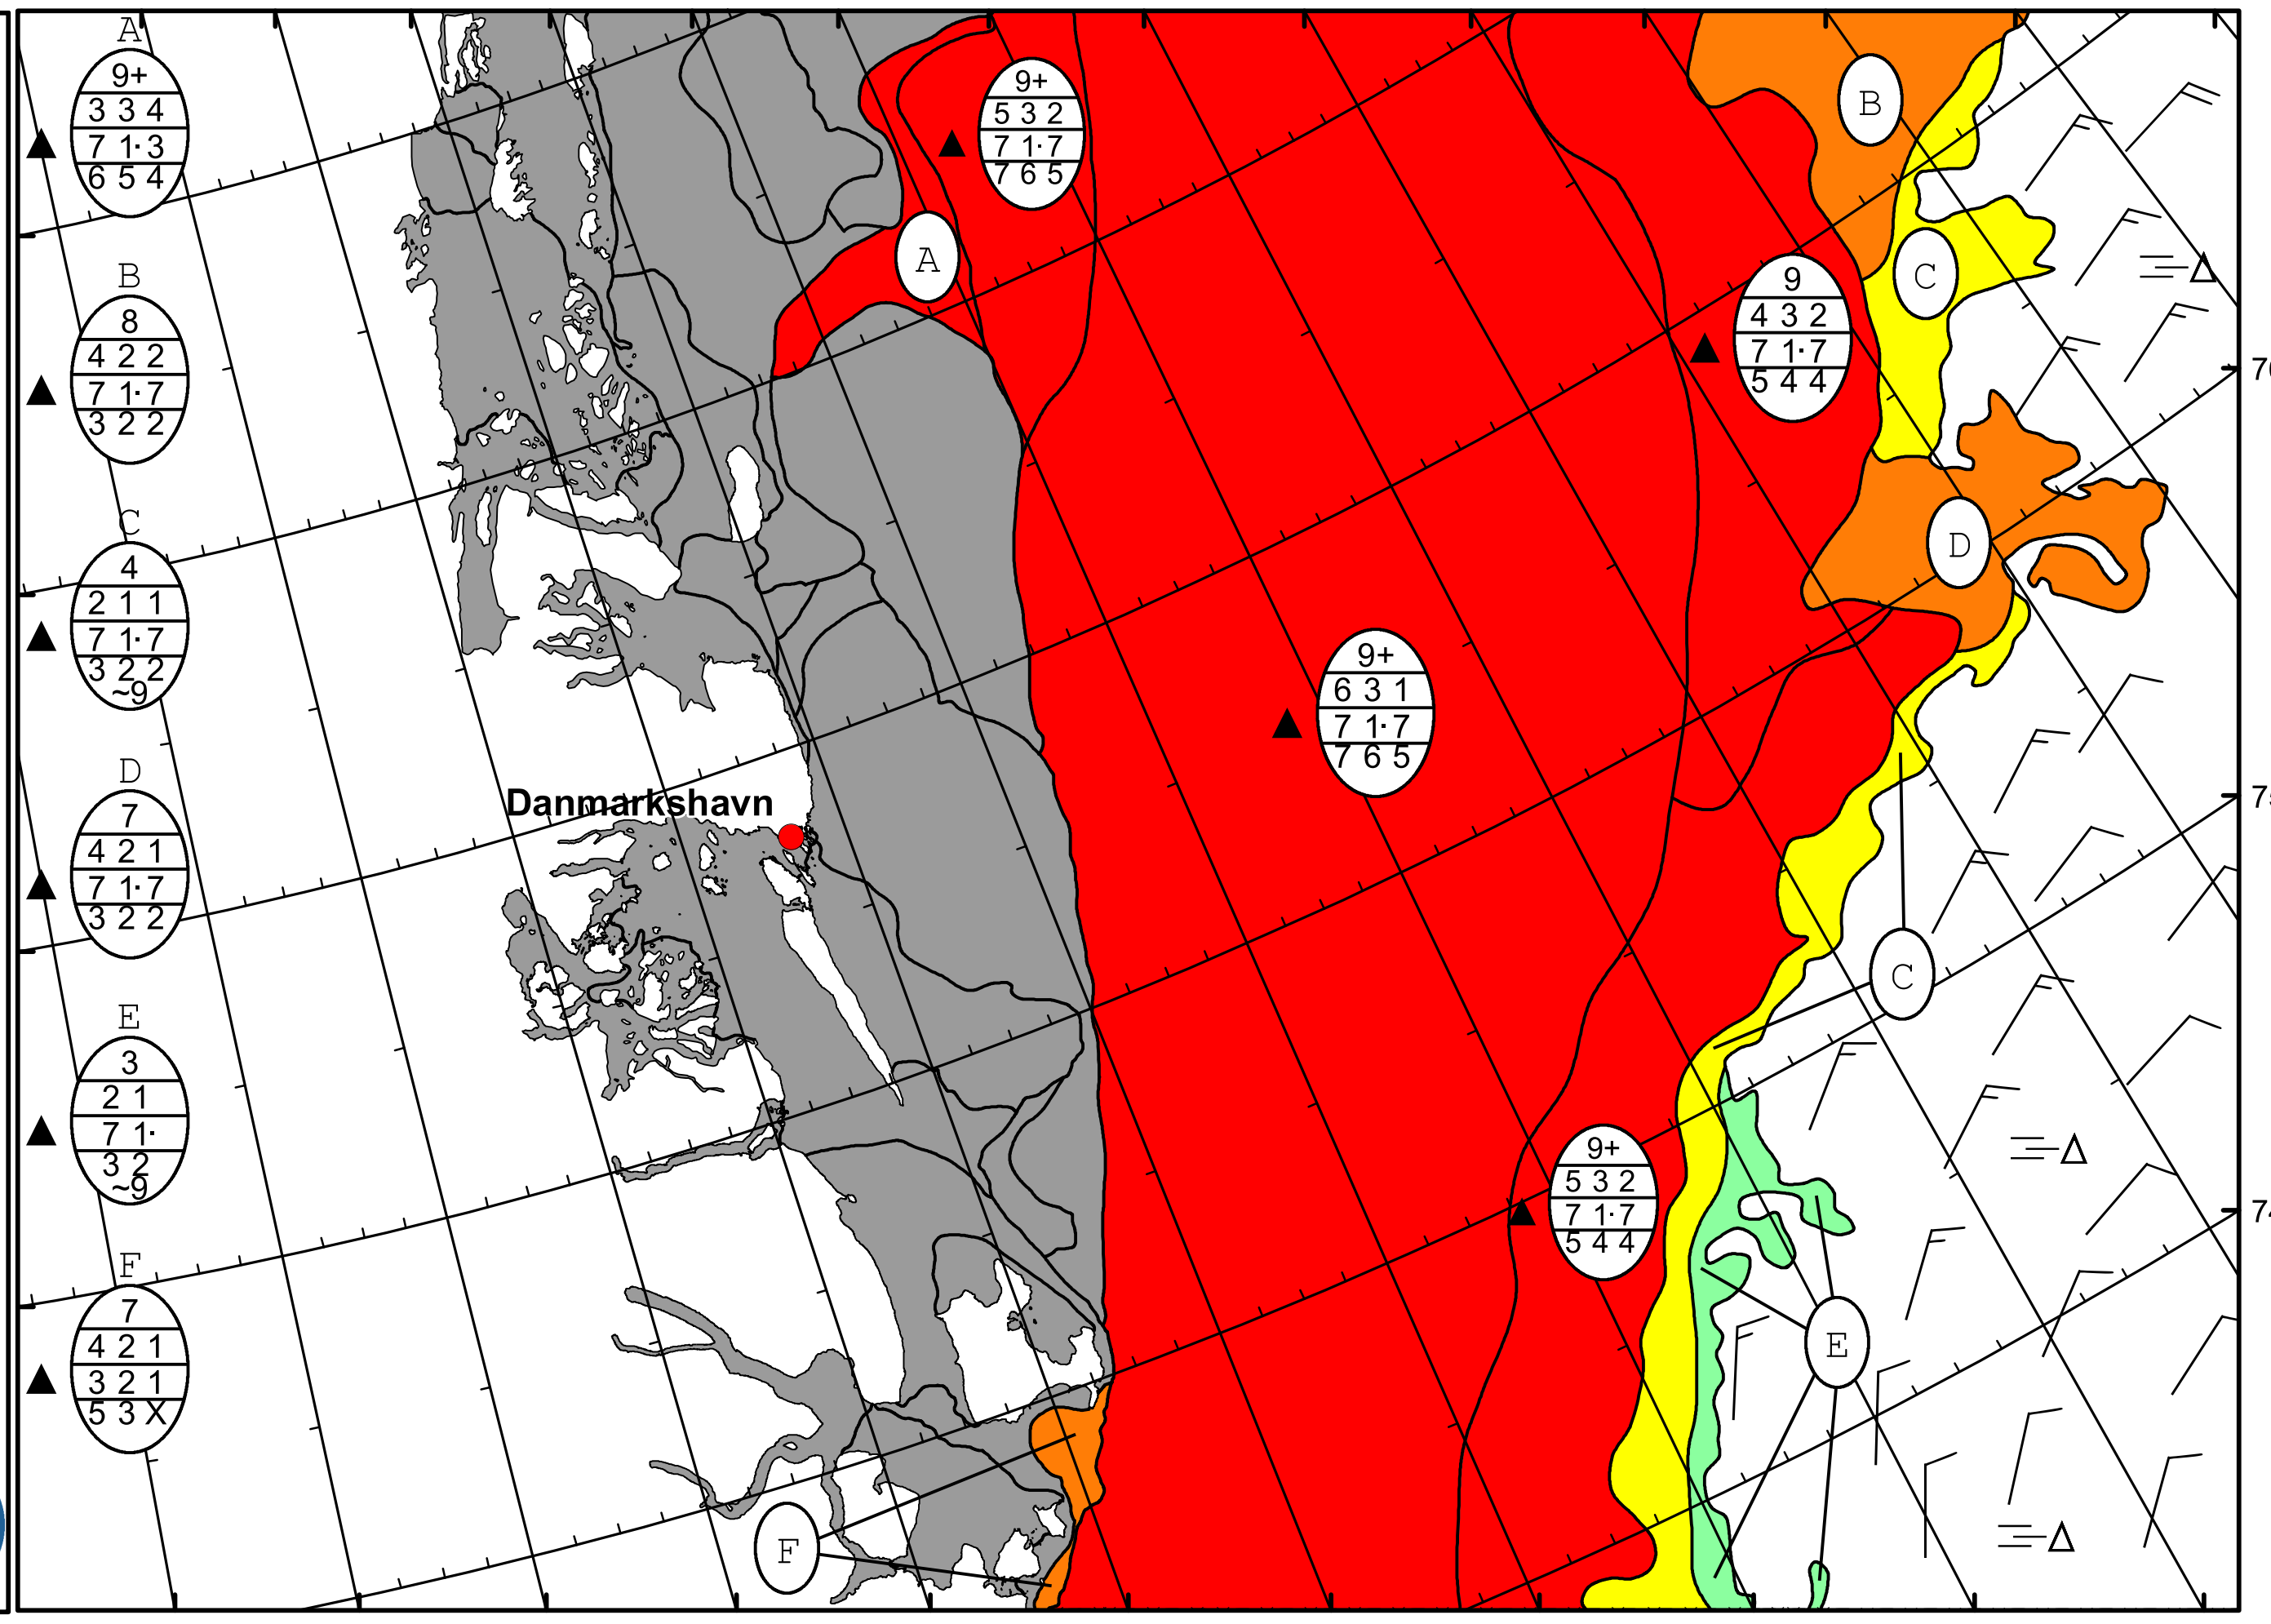 A
9+
3 3 4
7 1· 3
6 5 4
B
8
4 2 2
7 1· 7
3 2 2
C
4
2 1 1
7 1· 7
3 2 2
~9
D
7
4 2 1
7 1· 7
3 2 2
E
3
2 1
7 1·
3 2
~9
F
7
4 2 1
3 2 1
5 3 X
9+
5 3 2
7 1· 7
7 6 5
A
B
C
9
4 3 2
7 1· 7
5 4 4
D
9+
6 3 1
7 1· 7
7 6 5
Danmarkshavn
C
9+
5 3 2
7 1· 7
5 4 4
E
F